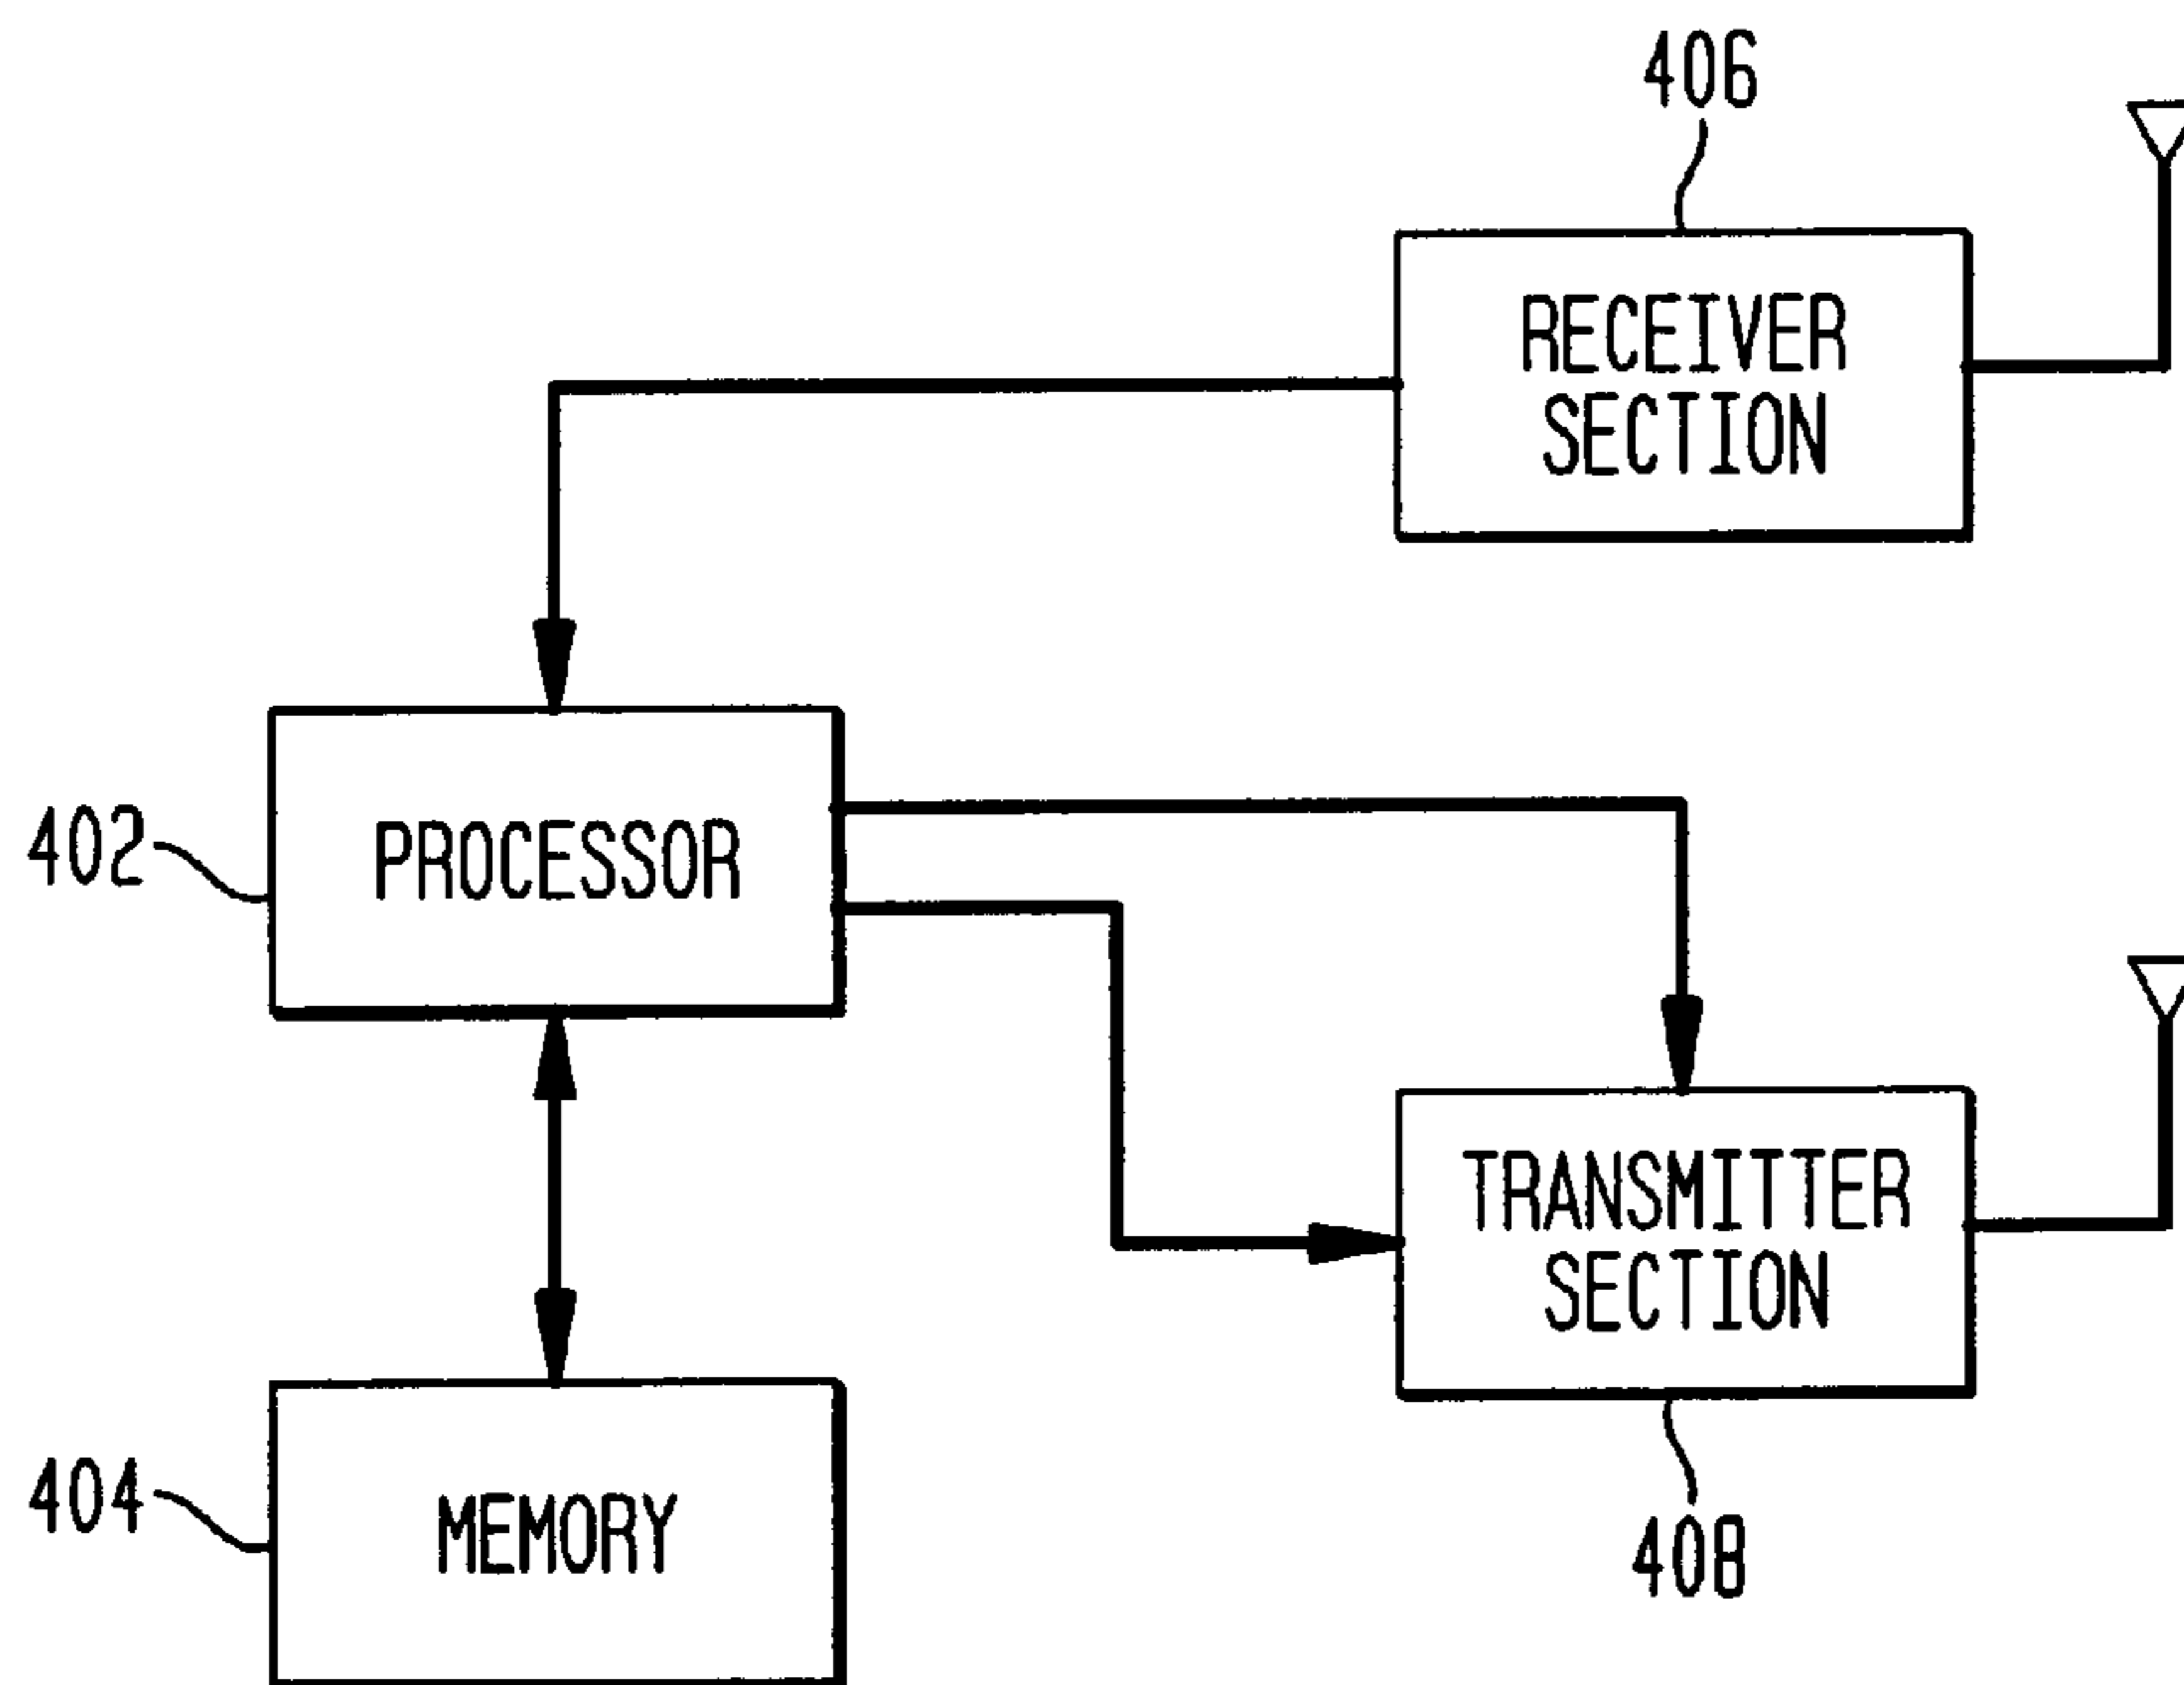 406
RECEIVER
SECTION
402
PROCESSOR
TRANSMITTER
SECTION
404
MEMORY
408